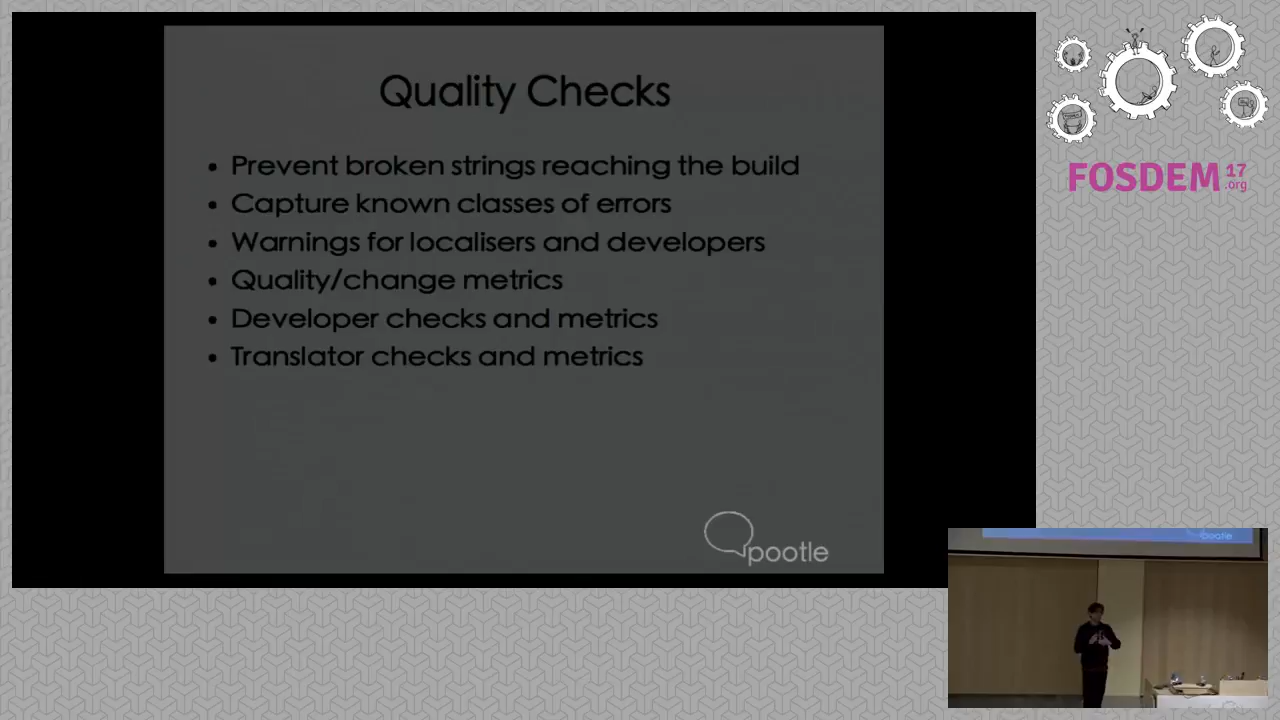 Quality Checks
• Prevent broken strings reaching the build
• Capture known classes of errors
• Warnings for localisers and developers
• Quality/change metrics
• Developer checks and metrics
• Translator checks and metrics
pootle
FOSDEM 17 .org
pootle